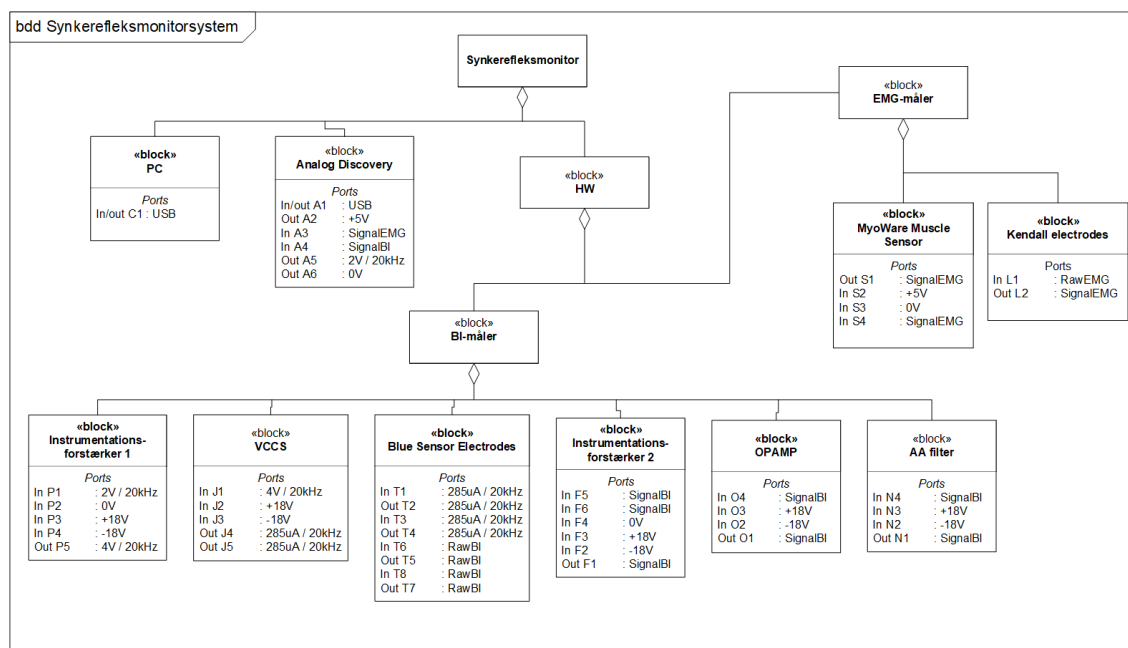 bdd Synkerefleksmonitorsystem
Synkerefleksmonitor
«block»
EMG-måler
«block»
PC
Ports
In/out C1 : USB
«block»
Analog Discovery
Ports
In/out A1 : USB
Out A2 : +5V
In A3 : SignalEMG
In A4 : SignalBI
Out A5 : 2V / 20kHz
Out A6 : 0V
«block»
HW
«block»
MyoWare Muscle
Sensor
Ports
Out S1 : SignalEMG
In S2 : +5V
In S3 : 0V
In S4 : SignalEMG
«block»
Kendall electrodes
Ports
In L1 : RawEMG
Out L2 : SignalEMG
«block»
BI-måler
«block»
Instrumentations-
forstærker 1
Ports
In P1 : 2V / 20kHz
In P2 : 0V
In P3 : +18V
In P4 : -18V
Out P5 : 4V / 20kHz
«block»
VCCS
Ports
In J1 : 4V / 20kHz
In J2 : +18V
In J3 : -18V
Out J4 : 285uA / 20kHz
Out J5 : 285uA / 20kHz
«block»
Blue Sensor Electrodes
Ports
In T1 : 285uA / 20kHz
Out T2 : 285uA / 20kHz
In T3 : 285uA / 20kHz
Out T4 : 285uA / 20kHz
In T6 : RawBI
Out T5 : RawBI
In T8 : RawBI
Out T7 : RawBI
«block»
Instrumentations-
forstærker 2
Ports
In F5 : SignalBI
In F6 : SignalBI
In F4 : 0V
In F3 : +18V
In F2 : -18V
Out F1 : SignalBI
«block»
OPAMP
Ports
In O4 : SignalBI
In O3 : +18V
In O2 : -18V
Out O1 : SignalBI
«block»
AA filter
Ports
In N4 : SignalBI
In N3 : +18V
In N2 : -18V
Out N1 : SignalBI